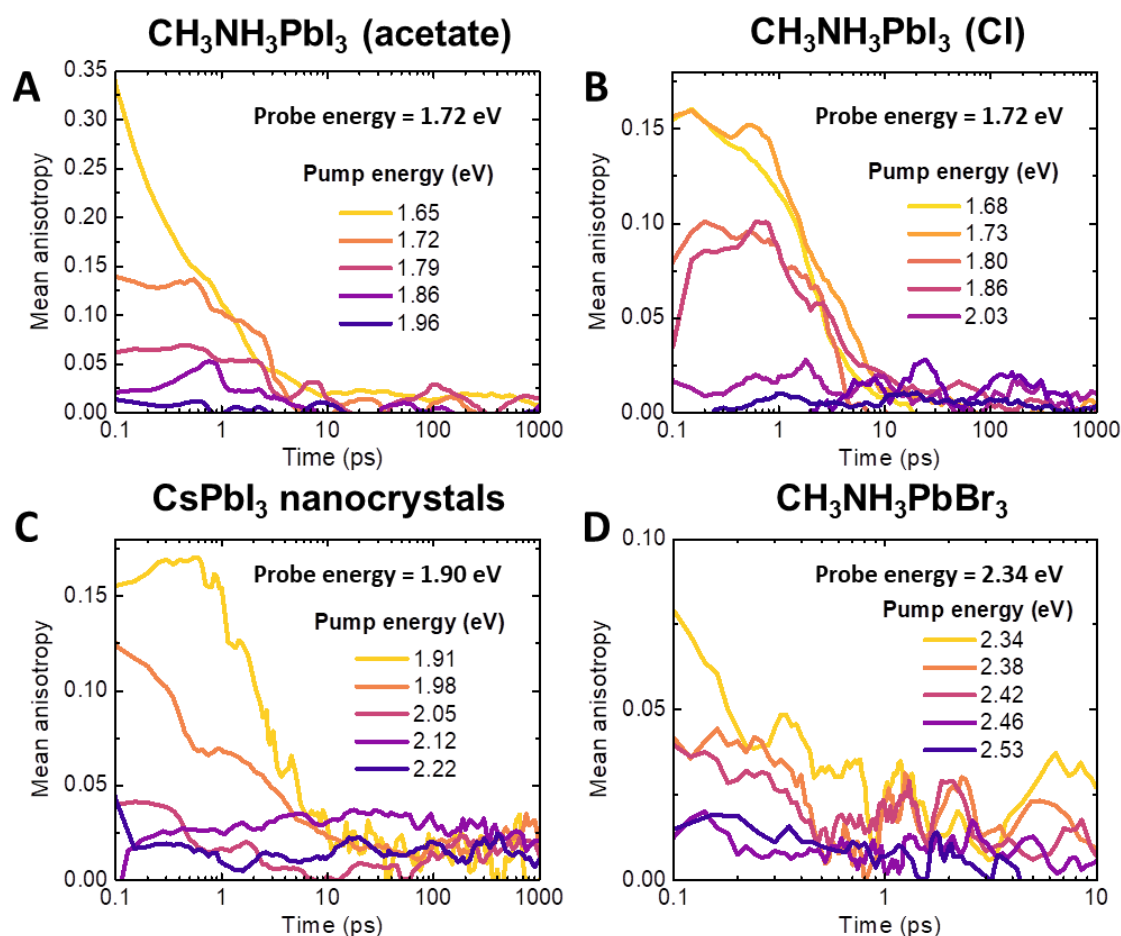 CH₃NH₃PbI₃ (acetate)
A
Probe energy = 1.72 eV
Pump energy (eV)
1.65
1.72
1.79
1.86
1.96
0.35
0.30
0.25
0.20
0.15
0.10
0.05
0.00
Mean anisotropy
0.1 1 10 100 1000
Time (ps)
CH₃NH₃PbI₃ (Cl)
B
Probe energy = 1.72 eV
Pump energy (eV)
1.68
1.73
1.80
1.86
2.03
0.15
0.10
0.05
0.00
Mean anisotropy
0.1 1 10 100 1000
Time (ps)
CsPbI₃ nanocrystals
C
Probe energy = 1.90 eV
Pump energy (eV)
1.91
1.98
2.05
2.12
2.22
0.15
0.10
0.05
0.00
Mean anisotropy
0.1 1 10 100 1000
Time (ps)
CH₃NH₃PbBr₃
D
Probe energy = 2.34 eV
Pump energy (eV)
2.34
2.38
2.42
2.46
2.53
0.10
0.05
0.00
Mean anisotropy
0.1 1 10
Time (ps)